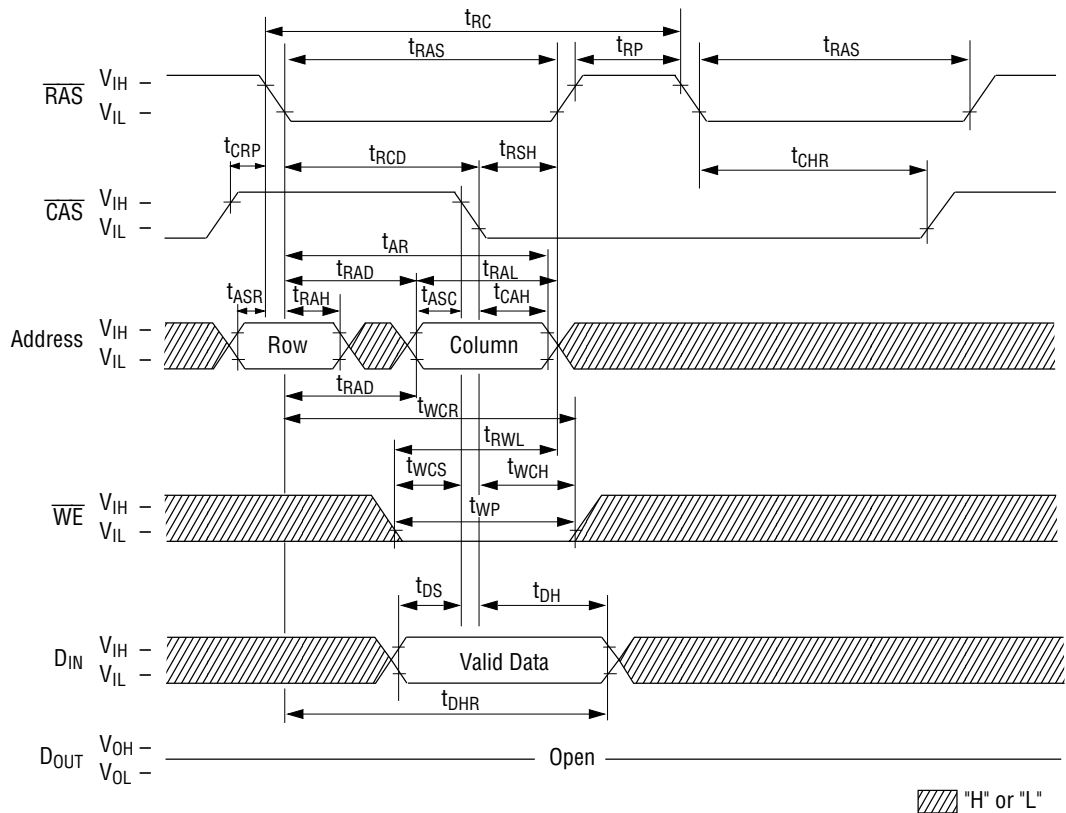 tRC
tRAS tRP tRAS
RAS VIH –
VIL –
tCRP tRCD tRSH tCHR
CAS VIH –
VIL –
tAR
tRAD tRAL
tASR tRAH tASC tCAH
Address VIH –
VIL –
Row Column
tRAD
tWCR
tRWL
tWCS tWCH
WE VIH –
VIL –
tWP
tDS tDH
DIN VIH –
VIL –
Valid Data
tDHR
DOUT VOH –
VOL –
Open
"H" or "L"